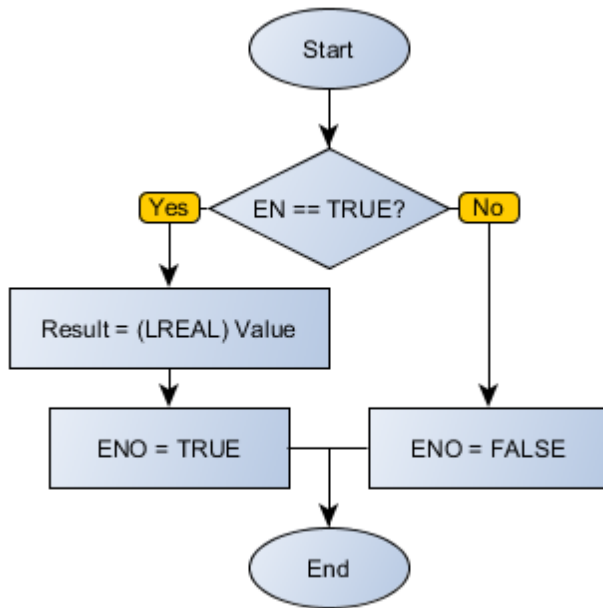 Start
EN == TRUE?
Yes
No
Result = (LREAL) Value
ENO = TRUE
ENO = FALSE
End